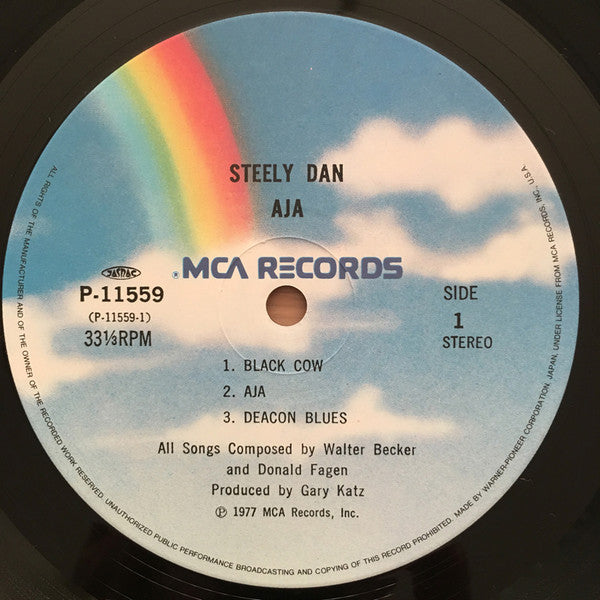 STEELY DAN
AJA
® MCA RECORDS
JASRAC
P-11559
(P-11559-1)
33⅓RPM
SIDE
1
STEREO
1. BLACK COW
2. AJA
3. DEACON BLUES
All Songs Composed by Walter Becker
and Donald Fagen
Produced by Gary Katz
℗ 1977 MCA Records, Inc.
ALL RIGHTS OF THE MANUFACTURER AND OF THE OWNER OF THE RECORDED WORK RESERVED. UNAUTHORIZED PUBLIC PERFORMANCE BROADCASTING AND COPYING OF THIS RECORD PROHIBITED. MADE BY WARNER-PIONEER CORPORATION, JAPAN, UNDER LICENSE FROM MCA RECORDS, INC., U.S.A.